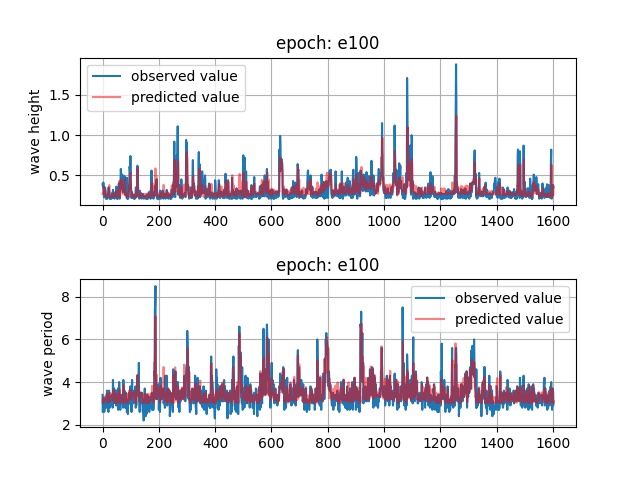 epoch: e100
observed value
predicted value
wave height
1.5
1.0
0.5
0 200 400 600 800 1000 1200 1400 1600
epoch: e100
observed value
predicted value
wave period
8
6
4
2
0 200 400 600 800 1000 1200 1400 1600